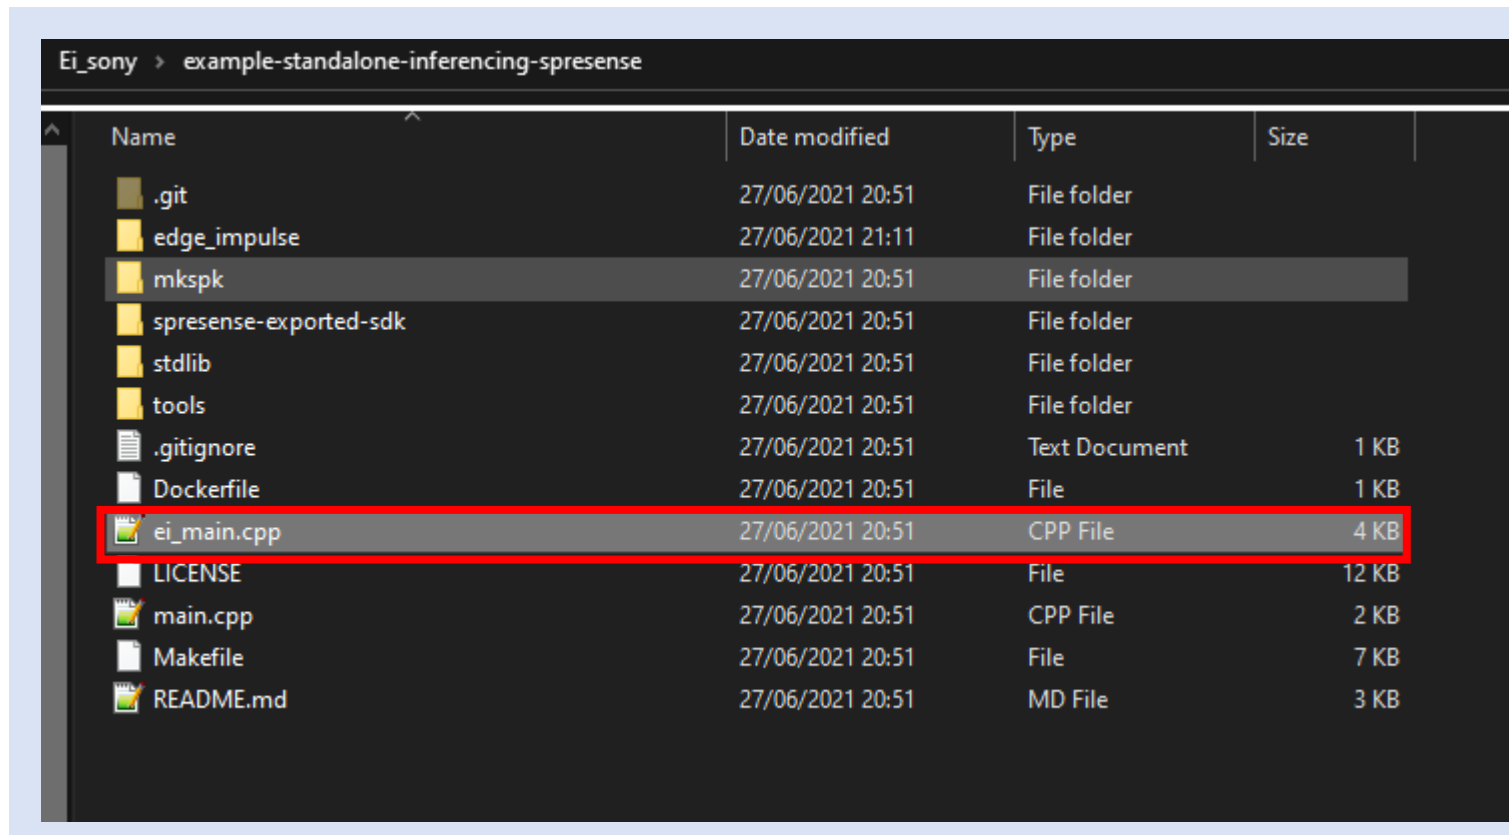 Ei_sony > example-standalone-inferencing-spresense
Name Date modified Type Size
.git 27/06/2021 20:51 File folder
edge_impulse 27/06/2021 21:11 File folder
mkspk 27/06/2021 20:51 File folder
spresense-exported-sdk 27/06/2021 20:51 File folder
stdlib 27/06/2021 20:51 File folder
tools 27/06/2021 20:51 File folder
.gitignore 27/06/2021 20:51 Text Document 1 KB
Dockerfile 27/06/2021 20:51 File 1 KB
ei_main.cpp 27/06/2021 20:51 CPP File 4 KB
LICENSE 27/06/2021 20:51 File 12 KB
main.cpp 27/06/2021 20:51 CPP File 2 KB
Makefile 27/06/2021 20:51 File 7 KB
README.md 27/06/2021 20:51 MD File 3 KB